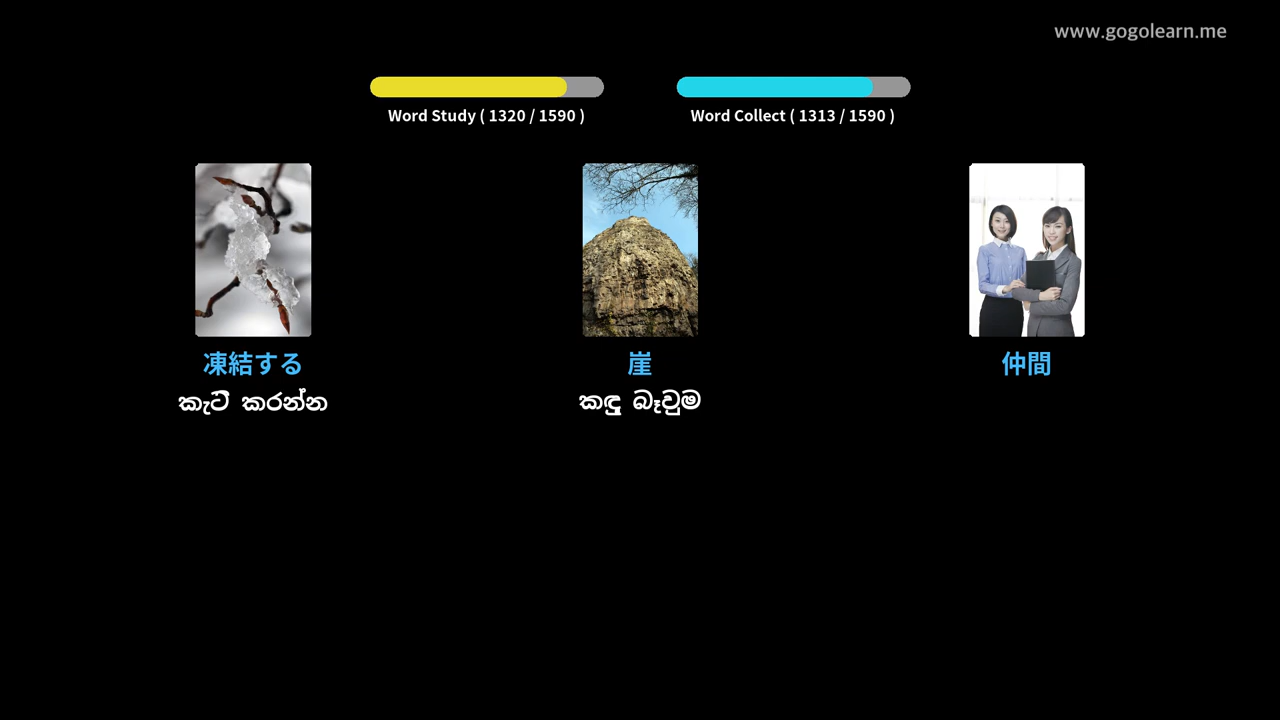 www.gogolearn.me
Word Study ( 1320 / 1590 )
Word Collect ( 1313 / 1590 )
凍結する
崖
仲間
කැටි කරන්න
කඳු බෑවුම